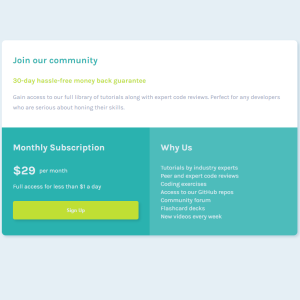 Join our community
30-day hassle-free money back guarantee
Gain access to our full library of tutorials along with expert code reviews. Perfect for any developers
who are serious about honing their skills.
Monthly Subscription
$29 per month
Full access for less than $1 a day
Sign Up
Why Us
Tutorials by industry experts
Peer and expert code reviews
Coding exercises
Access to our GitHub repos
Community forum
Flashcard decks
New videos every week